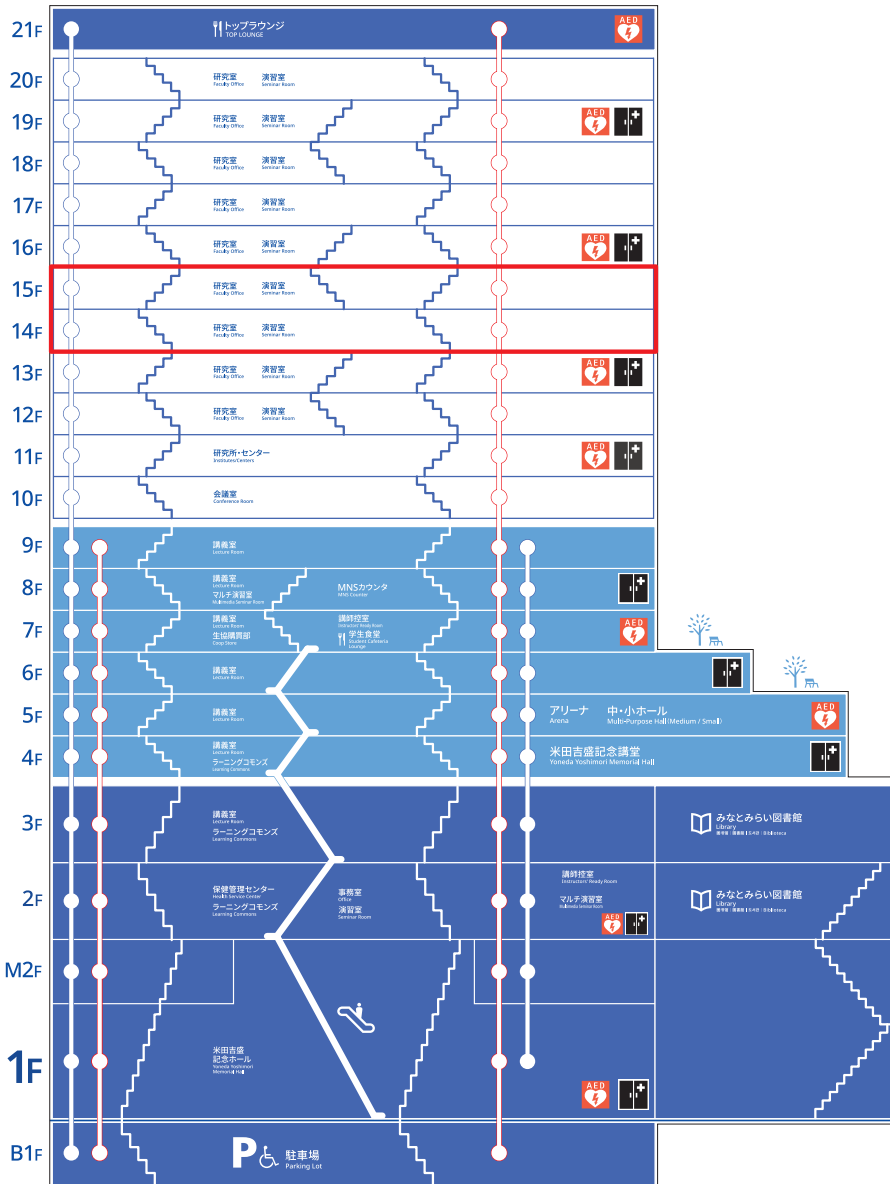 21F
トップラウンジ
TOP LOUNGE
AED
20F
研究室 演習室
Faculty Office Seminar Room
19F
研究室 演習室
Faculty Office Seminar Room
AED
18F
研究室 演習室
Faculty Office Seminar Room
17F
研究室 演習室
Faculty Office Seminar Room
16F
研究室 演習室
Faculty Office Seminar Room
AED
15F
研究室 演習室
Faculty Office Seminar Room
14F
研究室 演習室
Faculty Office Seminar Room
13F
研究室 演習室
Faculty Office Seminar Room
AED
12F
研究室 演習室
Faculty Office Seminar Room
11F
研究所・センター
Institutes/Centers
AED
10F
会議室
Conference Room
9F
講義室
Lecture Room
8F
講義室
Lecture Room
マルチ演習室
Multimedia Seminar Room
MNSカウンタ
MNS Counter
7F
講義室
Lecture Room
生協購買部
Coop Store
講師控室
Instructors' Ready Room
学生食堂
Student Cafeteria
Lounge
AED
6F
講義室
Lecture Room
5F
講義室
Lecture Room
アリーナ
Arena
中・小ホール
Multi-Purpose Hall (Medium / Small)
AED
4F
講義室
Lecture Room
ラーニングコモンズ
Learning Commons
米田吉盛記念講堂
Yoneda Yoshimori Memorial Hall
3F
講義室
Lecture Room
ラーニングコモンズ
Learning Commons
みなとみらい図書館
Library
2F
保健管理センター
Health Service Center
ラーニングコモンズ
Learning Commons
事務室
Office
演習室
Seminar Room
講師控室
Instructors' Ready Room
マルチ演習室
Multimedia Seminar Room
AED
みなとみらい図書館
Library
M2F
1F
米田吉盛
記念ホール
Yoneda Yoshimori
Memorial Hall
AED
B1F
P
駐車場
Parking Lot